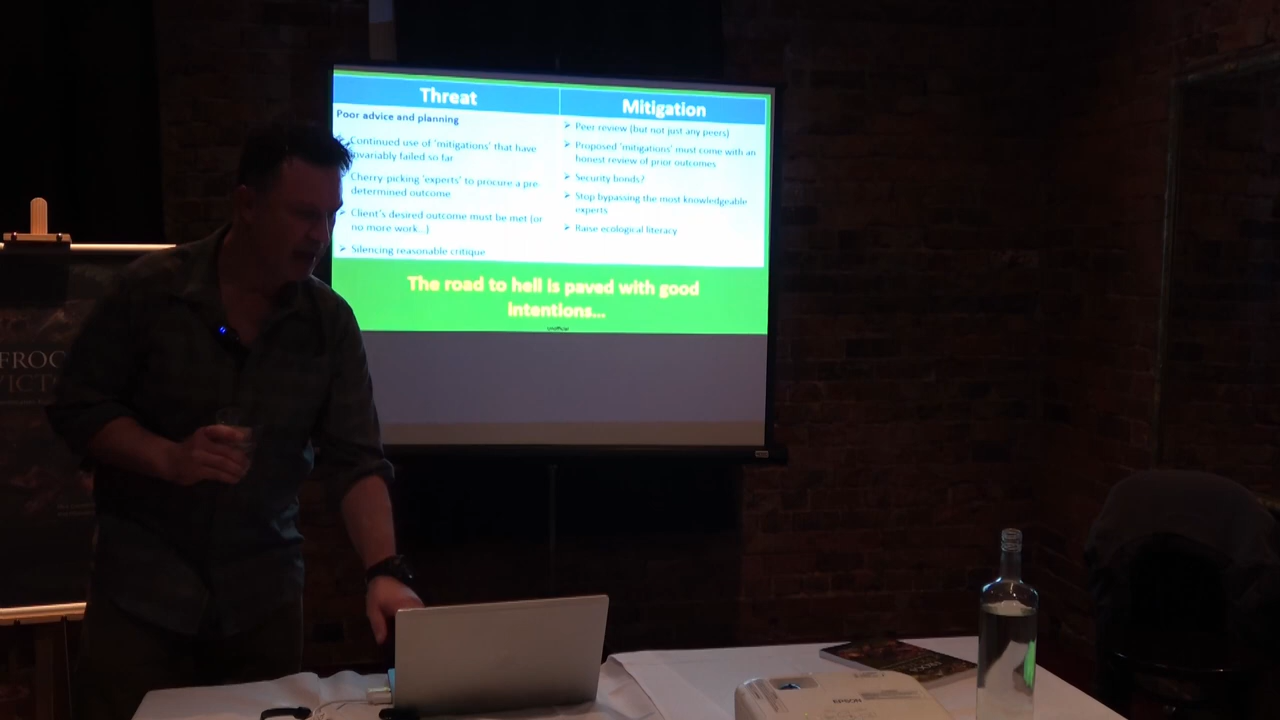 Threat
Mitigation
Poor advice and planning
Continued use of 'mitigations' that have
invariably failed so far
Cherry picking 'experts' to procure a pre
determined outcome
Client's desired outcome must be met (or
no more work...)
Silencing reasonable critique
Peer review (but not just any peers)
Proposed 'mitigations' must come with an
honest review of prior outcomes
Security bonds?
Stop bypassing the most knowledgeable
experts
Raise ecological literacy
The road to hell is paved with good
intentions...
FROG
VICT
EPSON